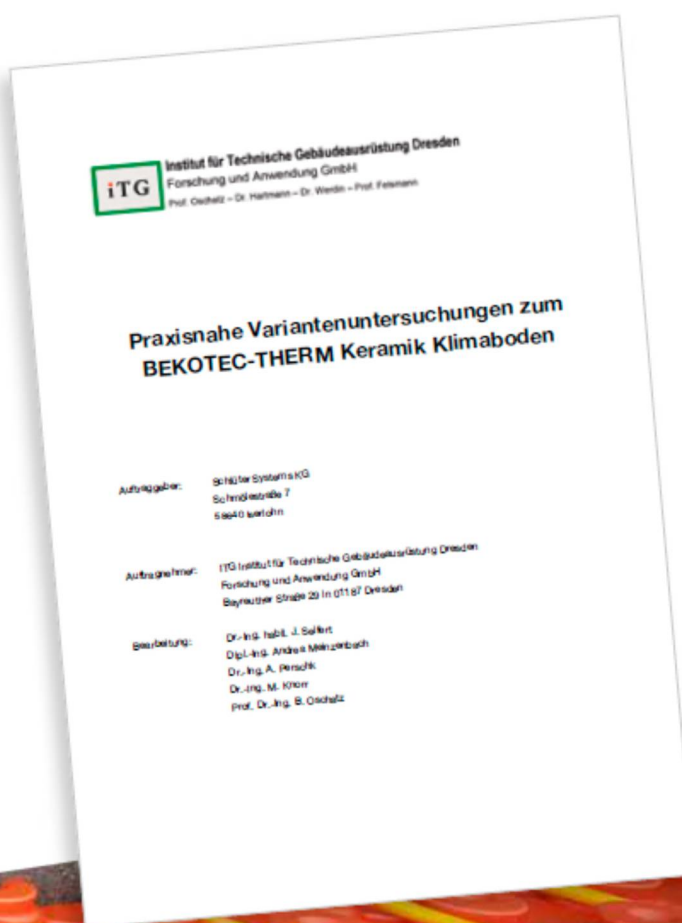 iTG
Institut für Technische Gebäudeausrüstung Dresden
Forschung und Anwendung GmbH
Prof. Oschatz – Dr. Hartmann – Dr. Werdin – Prof. Felsmann
Praxisnahe Variantenuntersuchungen zum
BEKOTEC-THERM Keramik Klimaboden
Auftraggeber: Schlüter Systems KG
Schmölestraße 7
58640 Iserlohn
Auftragnehmer: ITG Institut für Technische Gebäudeausrüstung Dresden
Forschung und Anwendung GmbH
Bayreuther Straße 29 in 01187 Dresden
Bearbeitung: Dr.-Ing. habil. J. Seifert
Dipl.-Ing. Andrea Meinzenbach
Dr.-Ing. A. Perschk
Dr.-Ing. M. Knorr
Prof. Dr.-Ing. B. Oschatz